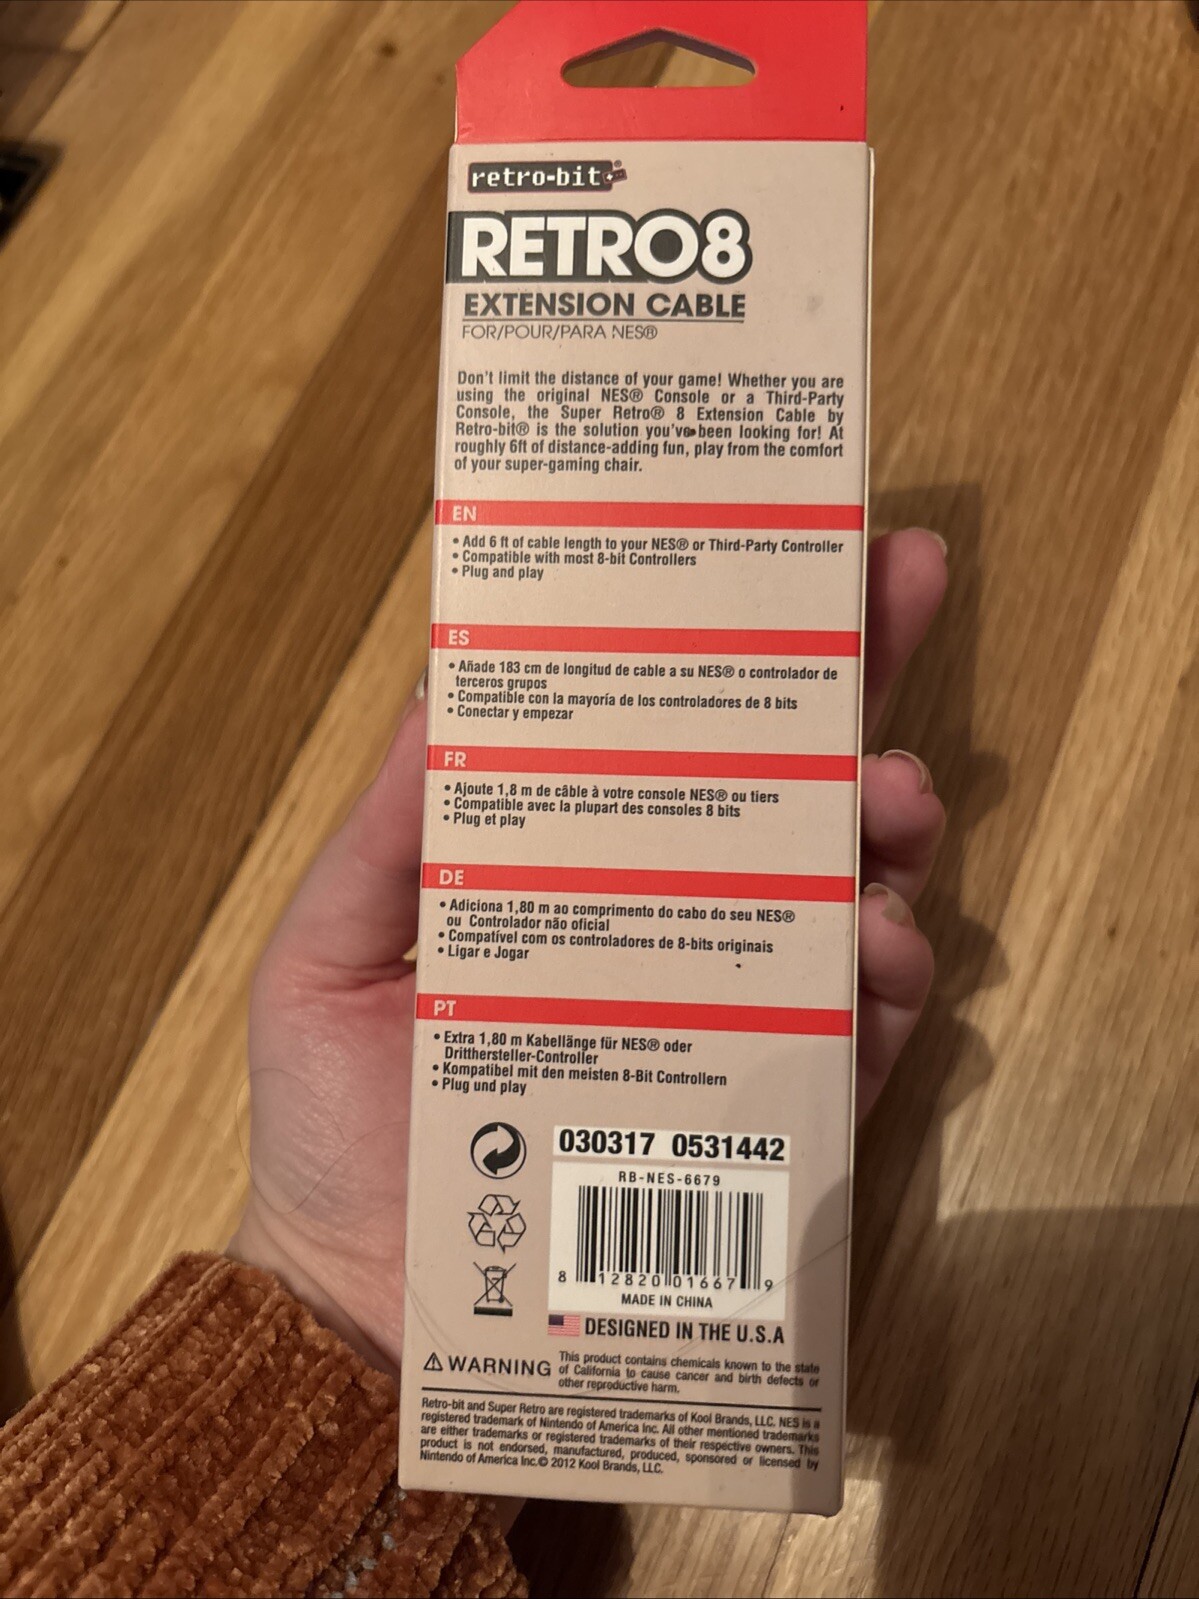 retro-bit®
RETRO8
EXTENSION CABLE
FOR/POUR/PARA NES®
Don't limit the distance of your game! Whether you are
using the original NES® Console or a Third-Party
Console, the Super Retro® 8 Extension Cable by
Retro-bit® is the solution you've been looking for! At
roughly 6ft of distance-adding fun, play from the comfort
of your super-gaming chair.
EN
• Add 6 ft of cable length to your NES® or Third-Party Controller
• Compatible with most 8-bit Controllers
• Plug and play
ES
• Añade 183 cm de longitud de cable a su NES® o controlador de
terceros grupos
• Compatible con la mayoría de los controladores de 8 bits
• Conectar y empezar
FR
• Ajoute 1,8 m de câble à votre console NES® ou tiers
• Compatible avec la plupart des consoles 8 bits
• Plug et play
DE
• Adiciona 1,80 m ao comprimento do cabo do seu NES®
ou Controlador não oficial
• Compatível com os controladores de 8-bits originais
• Ligar e Jogar
PT
• Extra 1,80 m Kabellänge für NES® oder
Dritthersteller-Controller
• Kompatibel mit den meisten 8-Bit Controllern
• Plug und play
030317 0531442
RB-NES-6679
8 12820 01667 9
MADE IN CHINA
DESIGNED IN THE U.S.A
⚠ WARNING
This product contains chemicals known to the state
of California to cause cancer and birth defects or
other reproductive harm.
Retro-bit and Super Retro are registered trademarks of Kool Brands, LLC. NES is a
registered trademark of Nintendo of America Inc. All other mentioned trademarks
are either trademarks or registered trademarks of their respective owners. This
product is not endorsed, manufactured, produced, sponsored or licensed by
Nintendo of America Inc.© 2012 Kool Brands, LLC.